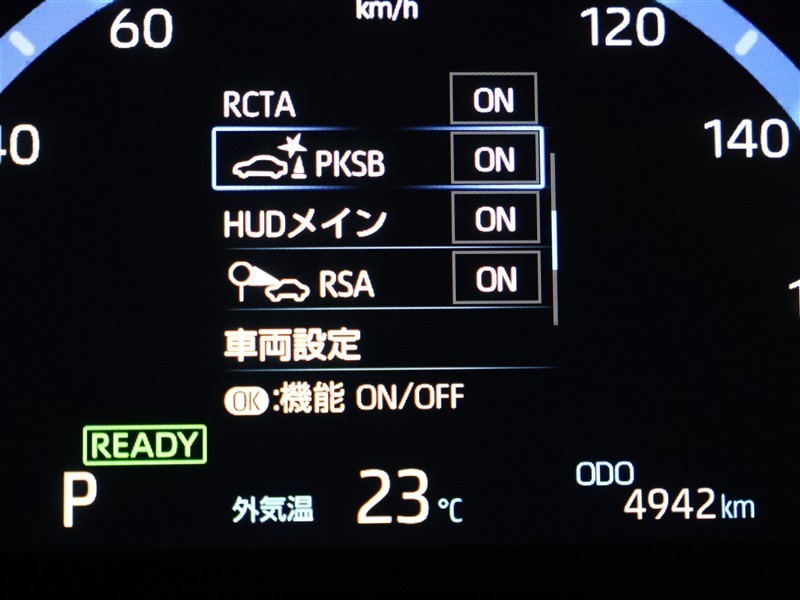 km/h
60
120
40
140
RCTA ON
PKSB ON
HUDメイン ON
RSA ON
車両設定
OK:機能 ON/OFF
READY
P
外気温 23℃
ODO
4942km